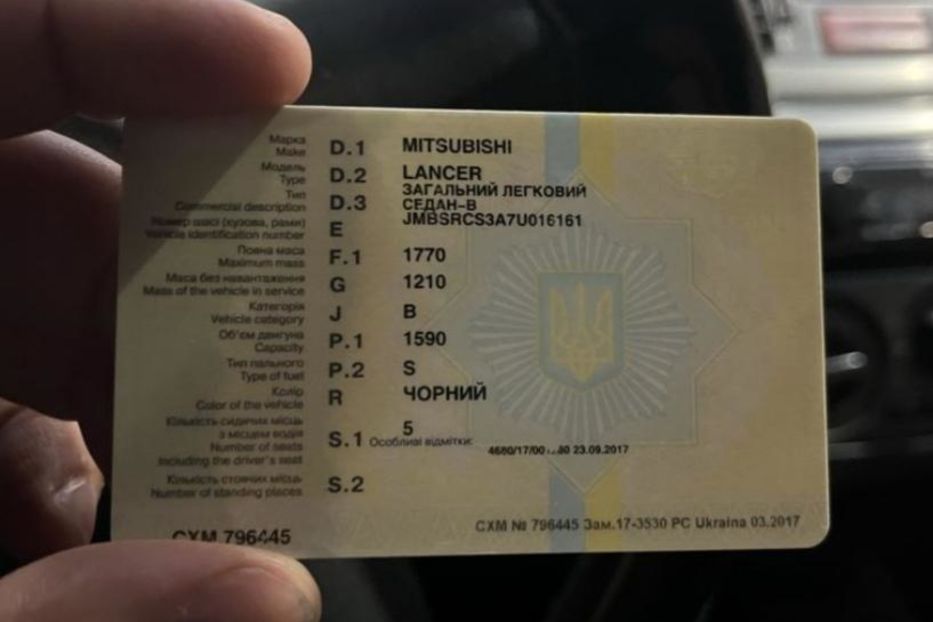 Марка
Make D.1 MITSUBISHI
Модель
Type D.2 LANCER
Тип
Commercial description D.3 ЗАГАЛЬНИЙ ЛЕГКОВИЙ
СЕДАН-B
Номер шасі (кузова, рами)
Vehicle identification number E JMBSRCS3A7U016161
Повна маса
Maximum mass F.1 1770
Маса без навантаження
Mass of the vehicle in service G 1210
Категорія
Vehicle category J B
Об'єм двигуна
Capacity P.1 1590
Тип пального
Type of fuel P.2 S
Колір
Color of the vehicle R ЧОРНИЙ
Кількість сидячих місць
з місцем водія
Number of seats
including the driver's seat S.1 5
Особливі відмітки:
23.09.2017
Кількість стоячих місць
Number of standing places S.2
СХМ 796445
СХМ № 796445 Зам.17-3530 РС Ukraina 03.2017